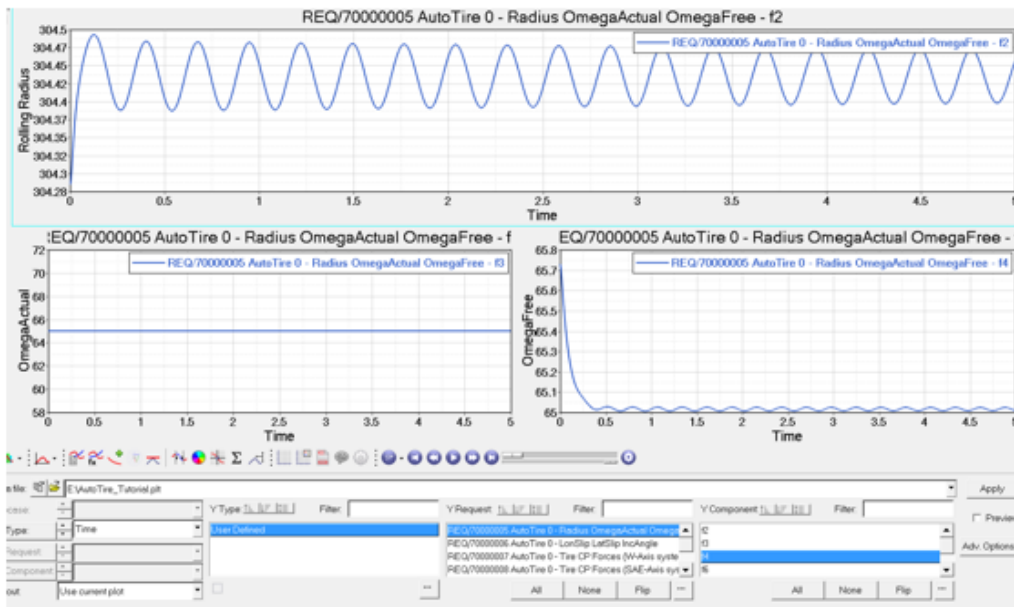 REQ/70000005 AutoTire 0 - Radius OmegaActual OmegaFree - f2
REQ/70000005 AutoTire 0 - Radius OmegaActual OmegaFree - f2
Rolling Radius
304.5
304.47
304.45
304.42
304.4
304.37
304.35
304.32
304.3
304.28
0 0.5 1 1.5 2 2.5 3 3.5 4 4.5 5
Time
:EQ/70000005 AutoTire 0 - Radius OmegaActual OmegaFree - f
REQ/70000005 AutoTire 0 - Radius OmegaActual OmegaFree - f3
OmegaActual
72
70
68
66
64
62
60
58
0 0.5 1 1.5 2 2.5 3 3.5 4 4.5 5
Time
EQ/70000005 AutoTire 0 - Radius OmegaActual OmegaFree -
REQ/70000005 AutoTire 0 - Radius OmegaActual OmegaFree - f4
OmegaFree
65.8
65.7
65.6
65.5
65.4
65.3
65.2
65.1
65
0 0.5 1 1.5 2 2.5 3 3.5 4 4.5 5
Time
a file: E:\AutoTire_Tutorial.plt Apply
Y Type Filter: Y Request Filter: Y Component Filter: Preview
Type: Time User Defined REQ/70000005 AutoTire 0 - Radius OmegaActual Omega f2
Request: REQ/70000006 AutoTire 0 - LonSlip LatSlip IncAngle f3
Adv. Options
REQ/70000007 AutoTire 0 - Tire CP Forces (W-Axis syste f4
Component: REQ/70000008 AutoTire 0 - Tire CP Forces (SAE-Axis sys f6
out: Use current plot ... All None Flip ... All None Flip ...